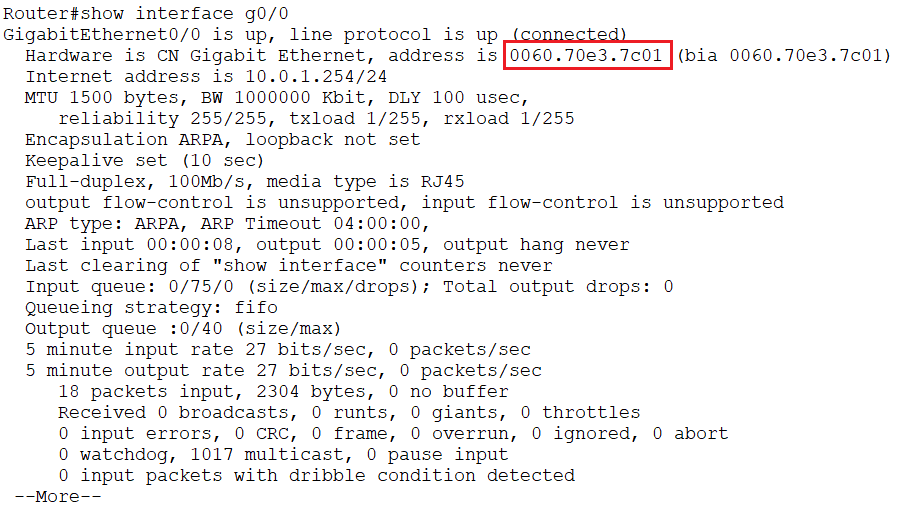 Router#show interface g0/0
GigabitEthernet0/0 is up, line protocol is up (connected)
Hardware is CN Gigabit Ethernet, address is 0060.70e3.7c01 (bia 0060.70e3.7c01)
Internet address is 10.0.1.254/24
MTU 1500 bytes, BW 1000000 Kbit, DLY 100 usec,
reliability 255/255, txload 1/255, rxload 1/255
Encapsulation ARPA, loopback not set
Keepalive set (10 sec)
Full-duplex, 100Mb/s, media type is RJ45
output flow-control is unsupported, input flow-control is unsupported
ARP type: ARPA, ARP Timeout 04:00:00,
Last input 00:00:08, output 00:00:05, output hang never
Last clearing of "show interface" counters never
Input queue: 0/75/0 (size/max/drops); Total output drops: 0
Queueing strategy: fifo
Output queue :0/40 (size/max)
5 minute input rate 27 bits/sec, 0 packets/sec
5 minute output rate 27 bits/sec, 0 packets/sec
18 packets input, 2304 bytes, 0 no buffer
Received 0 broadcasts, 0 runts, 0 giants, 0 throttles
0 input errors, 0 CRC, 0 frame, 0 overrun, 0 ignored, 0 abort
0 watchdog, 1017 multicast, 0 pause input
0 input packets with dribble condition detected
--More--